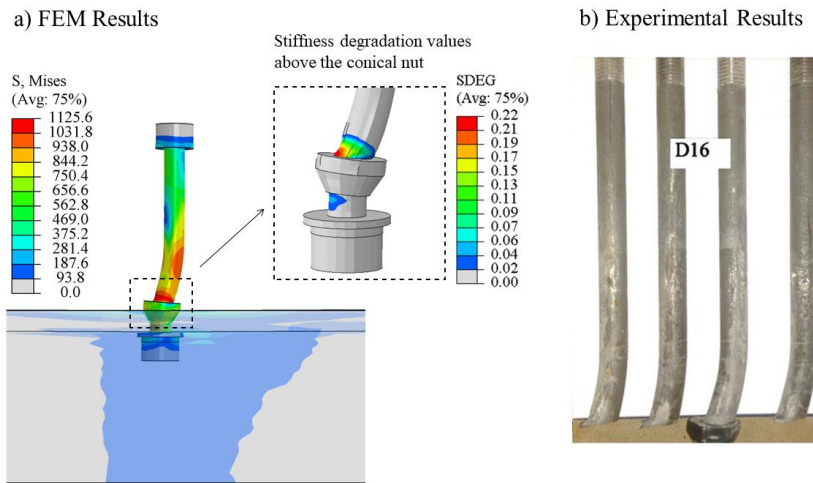 a) FEM Results
b) Experimental Results
Stiffness degradation values
above the conical nut
S, Mises
(Avg: 75%)
1125.6
1031.8
938.0
844.2
750.4
656.6
562.8
469.0
375.2
281.4
187.6
93.8
0.0
SDEG
(Avg: 75%)
0.22
0.21
0.19
0.17
0.15
0.13
0.11
0.09
0.07
0.06
0.04
0.02
0.00
D16